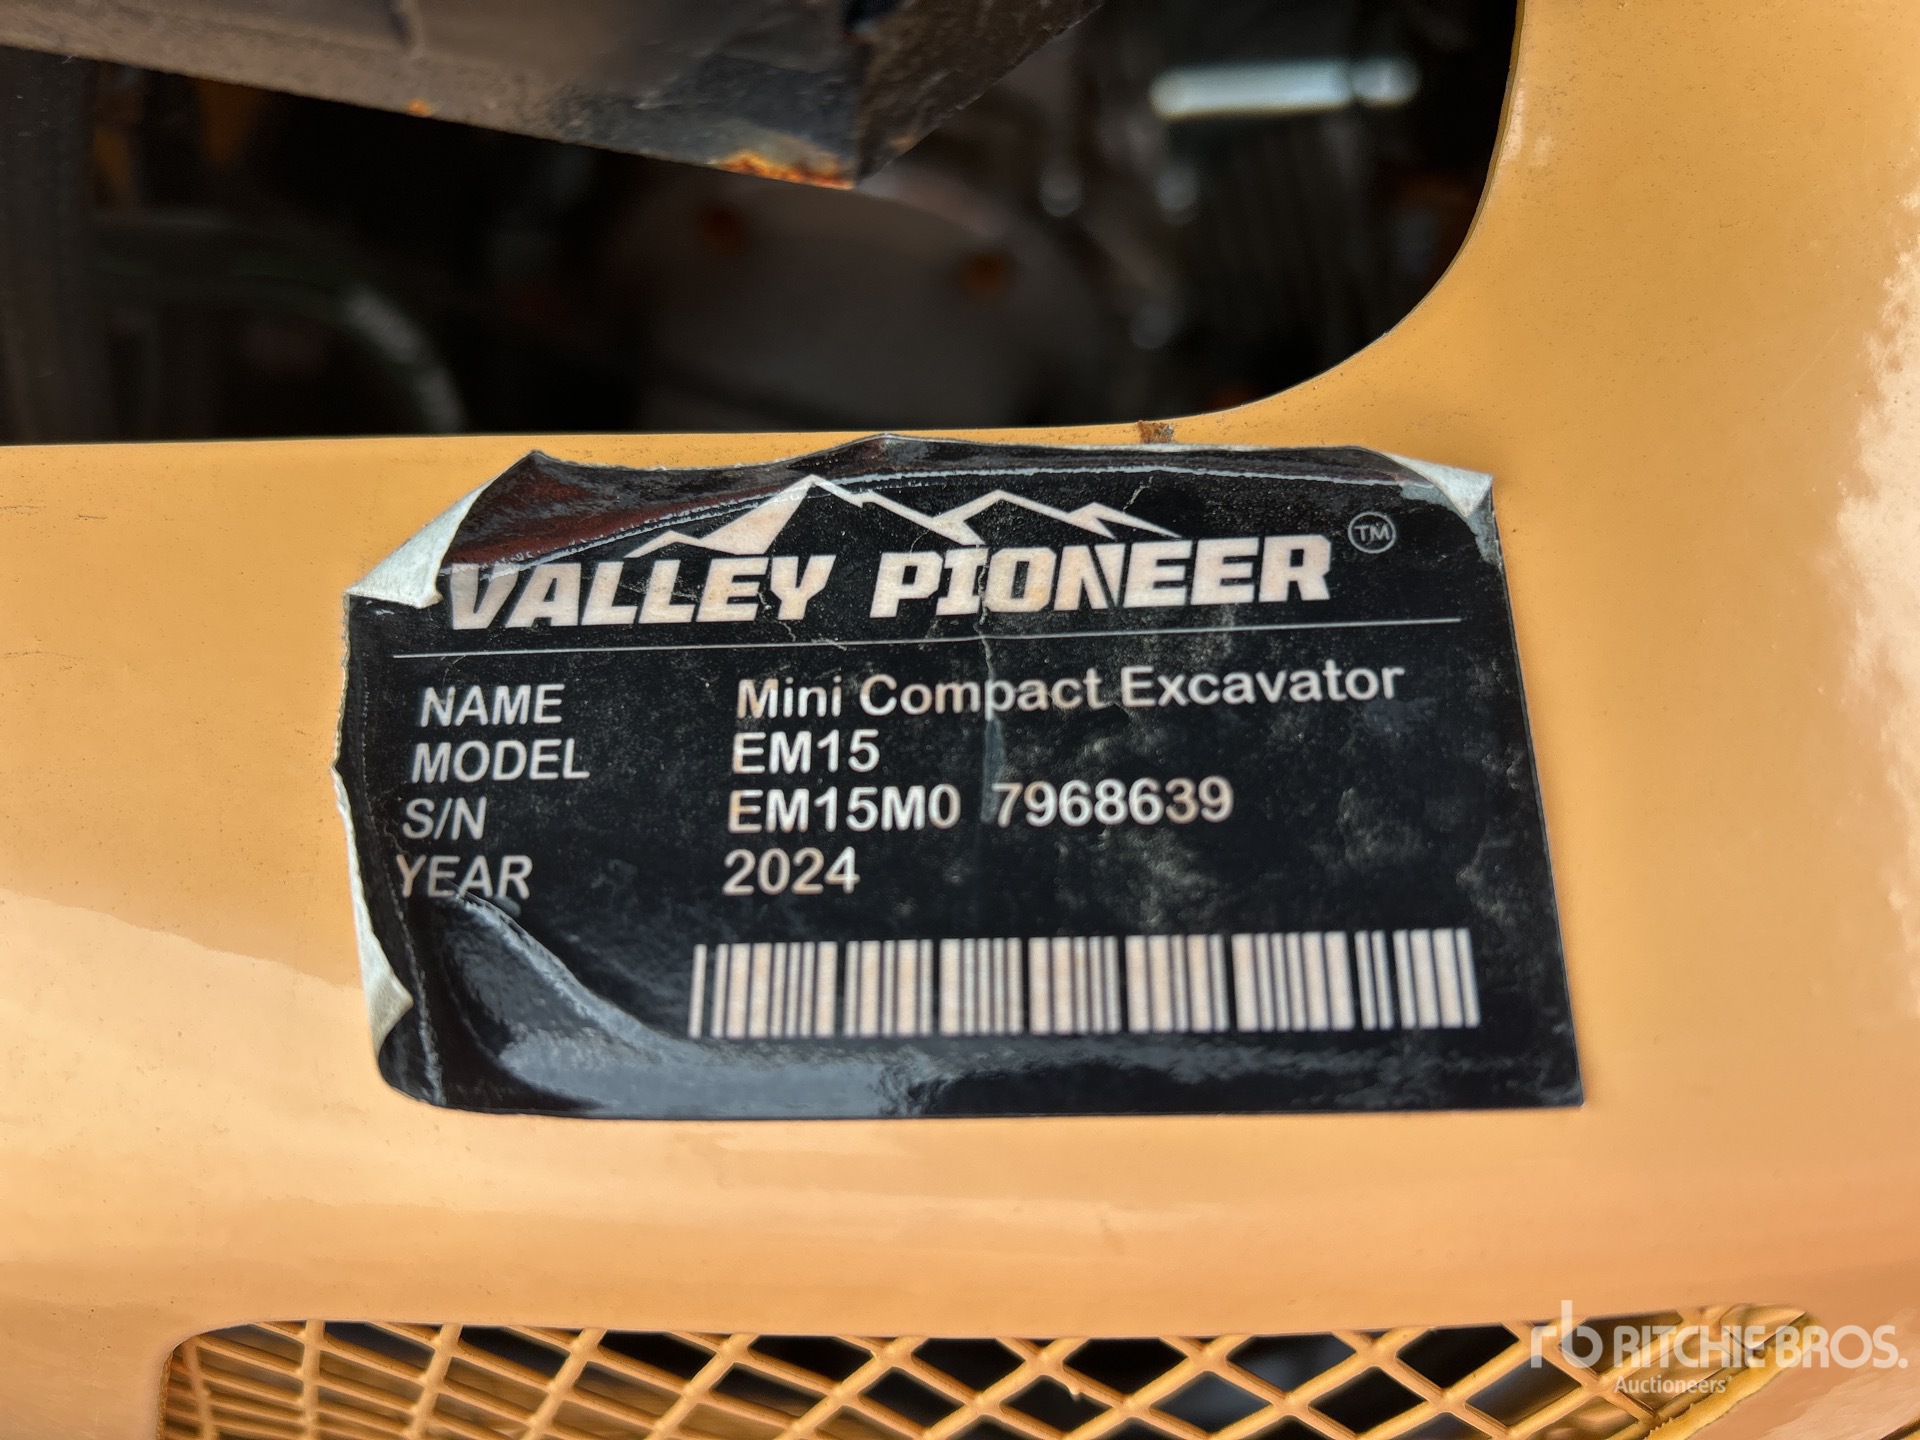 VALLEY PIONEER TM
NAME Mini Compact Excavator
MODEL EM15
S/N EM15M0 7968639
YEAR 2024
rb RITCHIE BROS.
Auctioneers